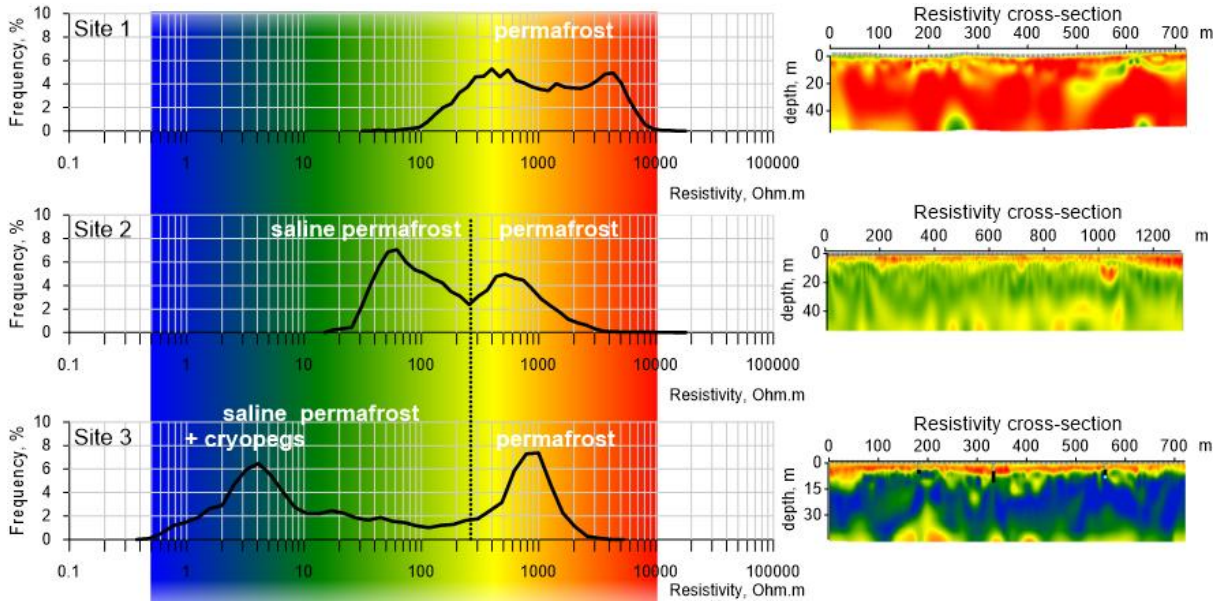 Site 1
permafrost
Frequency, %
10
8
6
4
2
0
0.1 1 10 100 1000 10000 100000
Resistivity, Ohm.m
Resistivity cross-section
0 100 200 300 400 500 600 700 m
depth, m
0
20
40
Site 2
saline permafrost
permafrost
Frequency, %
10
8
6
4
2
0
0.1 1 10 100 1000 10000 100000
Resistivity, Ohm.m
Resistivity cross-section
0 200 400 600 800 1000 1200 m
depth, m
0
20
40
Site 3
saline permafrost
+ cryopegs
permafrost
Frequency, %
10
8
6
4
2
0
0.1 1 10 100 1000 10000 100000
Resistivity, Ohm.m
Resistivity cross-section
0 100 200 300 400 500 600 700 m
depth, m
0
15
30